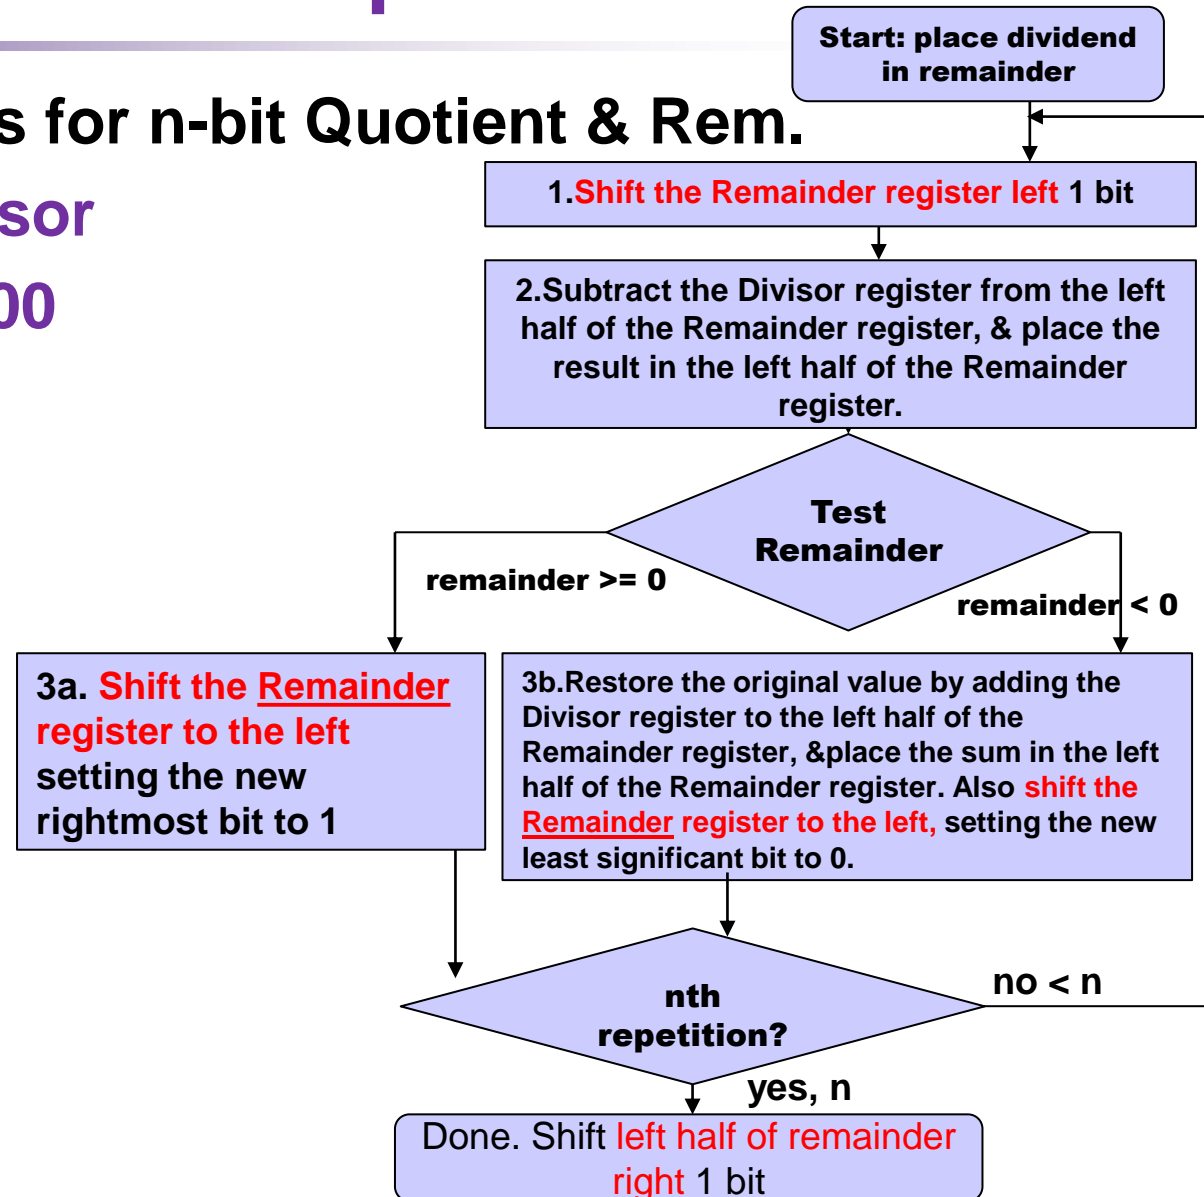 Start: place dividend
in remainder
s for n-bit Quotient & Rem.
1.Shift the Remainder register left 1 bit
sor
00
2.Subtract the Divisor register from the left
half of the Remainder register, & place the
result in the left half of the Remainder
register.
Test
Remainder
remainder >= 0
remainder < 0
3a. Shift the Remainder
register to the left
setting the new
rightmost bit to 1
3b.Restore the original value by adding the
Divisor register to the left half of the
Remainder register, &place the sum in the left
half of the Remainder register. Also shift the
Remainder register to the left, setting the new
least significant bit to 0.
nth
repetition?
no < n
yes, n
Done. Shift left half of remainder
right 1 bit